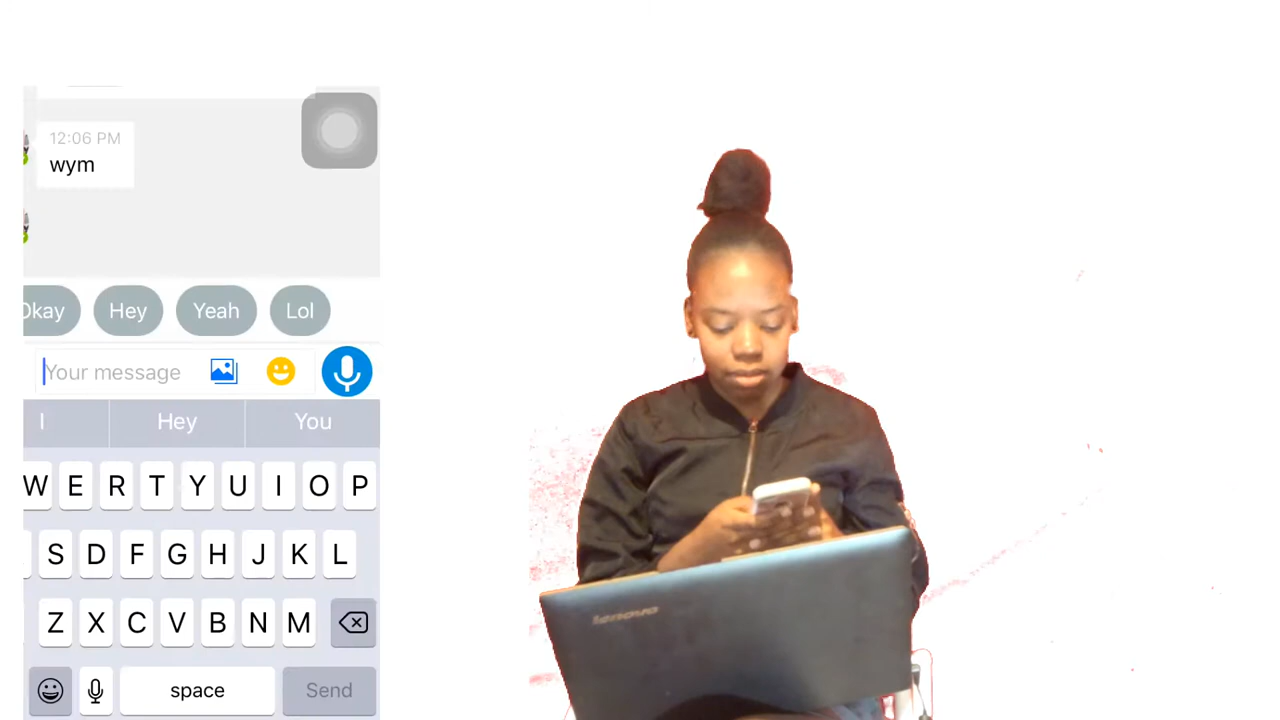 12:06 PM
wym
Okay Hey Yeah Lol
Your message
I Hey You
W E R T Y U I O P
S D F G H J K L
Z X C V B N M
space Send
lenovo